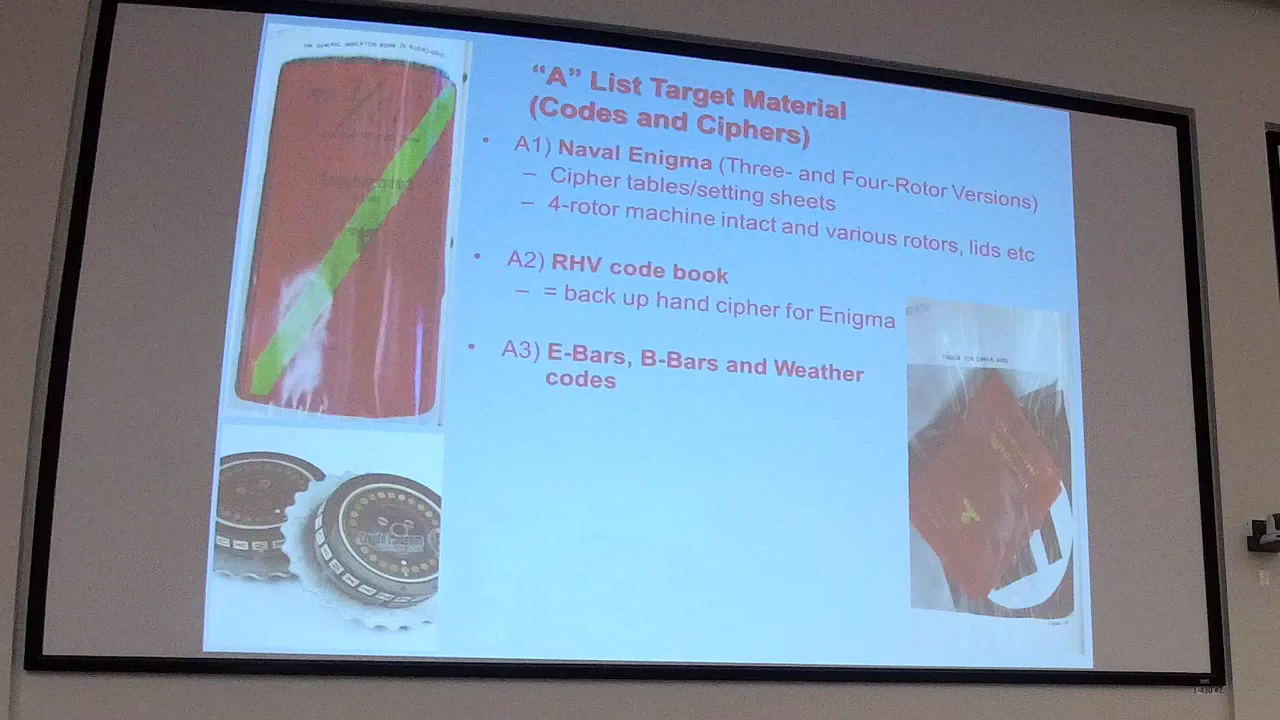 "A" List Target Material
(Codes and Ciphers)
• A1) Naval Enigma (Three- and Four-Rotor Versions)
– Cipher tables/setting sheets
– 4-rotor machine intact and various rotors, lids etc
• A2) RHV code book
– = back up hand cipher for Enigma
• A3) E-Bars, B-Bars and Weather
codes